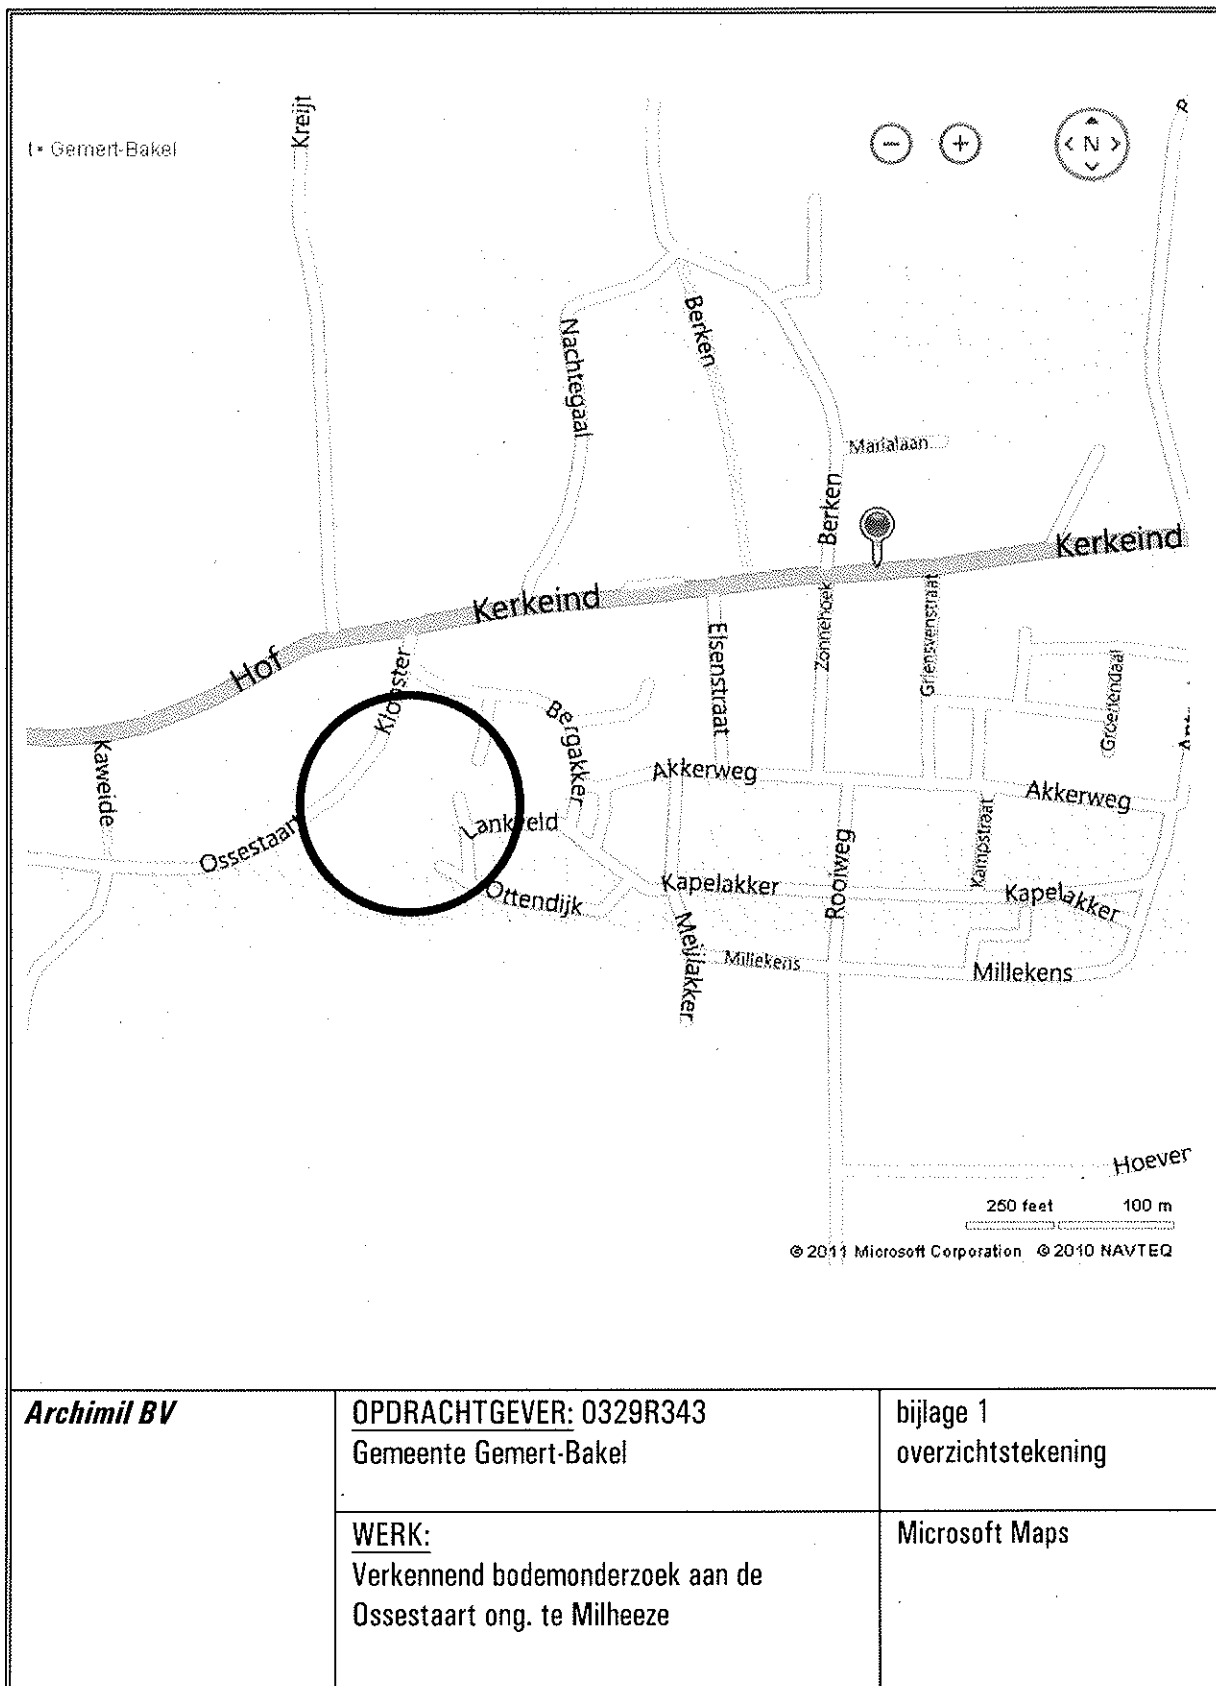 Kreijt
t• Gemert-Bakel
N
Berken
Nachtegaal
Marialaan
Berken
Kerkeind
Kerkeind
Hof
Klooster
Elsenstraat
Zonnehoek
Griensvenstraat
Groenendaal
Bergakker
Kaweide
Akkerweg
Akkerweg
Ossestaart
Lankveld
Kampstraat
Rooiweg
Ottendijk
Kapelakker
Kapelakker
Meijlakker
Millekens
Millekens
Hoever
250 feet 100 m
© 2011 Microsoft Corporation © 2010 NAVTEQ
Archimil BV
OPDRACHTGEVER: 0329R343
Gemeente Gemert-Bakel
bijlage 1
overzichtstekening
WERK:
Verkennend bodemonderzoek aan de
Ossestaart ong. te Milheeze
Microsoft Maps